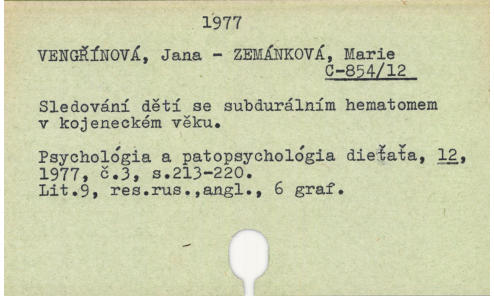 1977
VENGŘÍNOVÁ, Jana - ZEMÁNKOVÁ, Marie
C-854/12
Sledování dětí se subdurálním hematomem
v kojeneckém věku.
Psychológia a patopsychológia dieťaťa, 12,
1977, č.3, s.213-220.
Lit.9, res.rus.,angl., 6 graf.